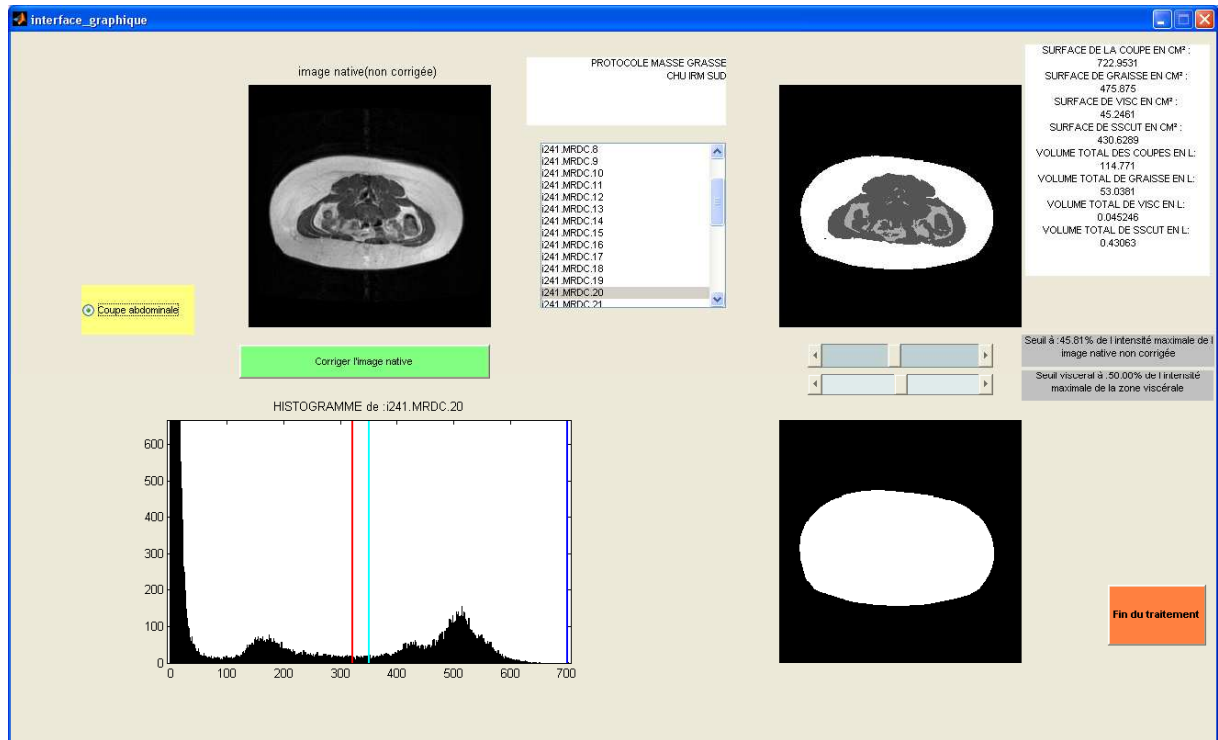 interface_graphique
image native(non corrigée)
PROTOCOLE MASSE GRASSE
CHU IRM SUD
i241.MRDC.8
i241.MRDC.9
i241.MRDC.10
i241.MRDC.11
i241.MRDC.12
i241.MRDC.13
i241.MRDC.14
i241.MRDC.15
i241.MRDC.16
i241.MRDC.17
i241.MRDC.18
i241.MRDC.19
i241.MRDC.20
i241.MRDC.21
SURFACE DE LA COUPE EN CM² :
722.9531
SURFACE DE GRAISSE EN CM² :
475.875
SURFACE DE VISC EN CM² :
45.2461
SURFACE DE SSCUT EN CM² :
430.6289
VOLUME TOTAL DES COUPES EN L:
114.771
VOLUME TOTAL DE GRAISSE EN L:
53.0381
VOLUME TOTAL DE VISC EN L:
0.045246
VOLUME TOTAL DE SSCUT EN L:
0.43063
Coupe abdominale
Corriger l'image native
Seuil à :45.81% de l intensité maximale de l
image native non corrigée
Seuil visceral à :50.00% de l intensité
maximale de la zone viscérale
HISTOGRAMME de :i241.MRDC.20
600
500
400
300
200
100
0
0 100 200 300 400 500 600 700
Fin du traitement